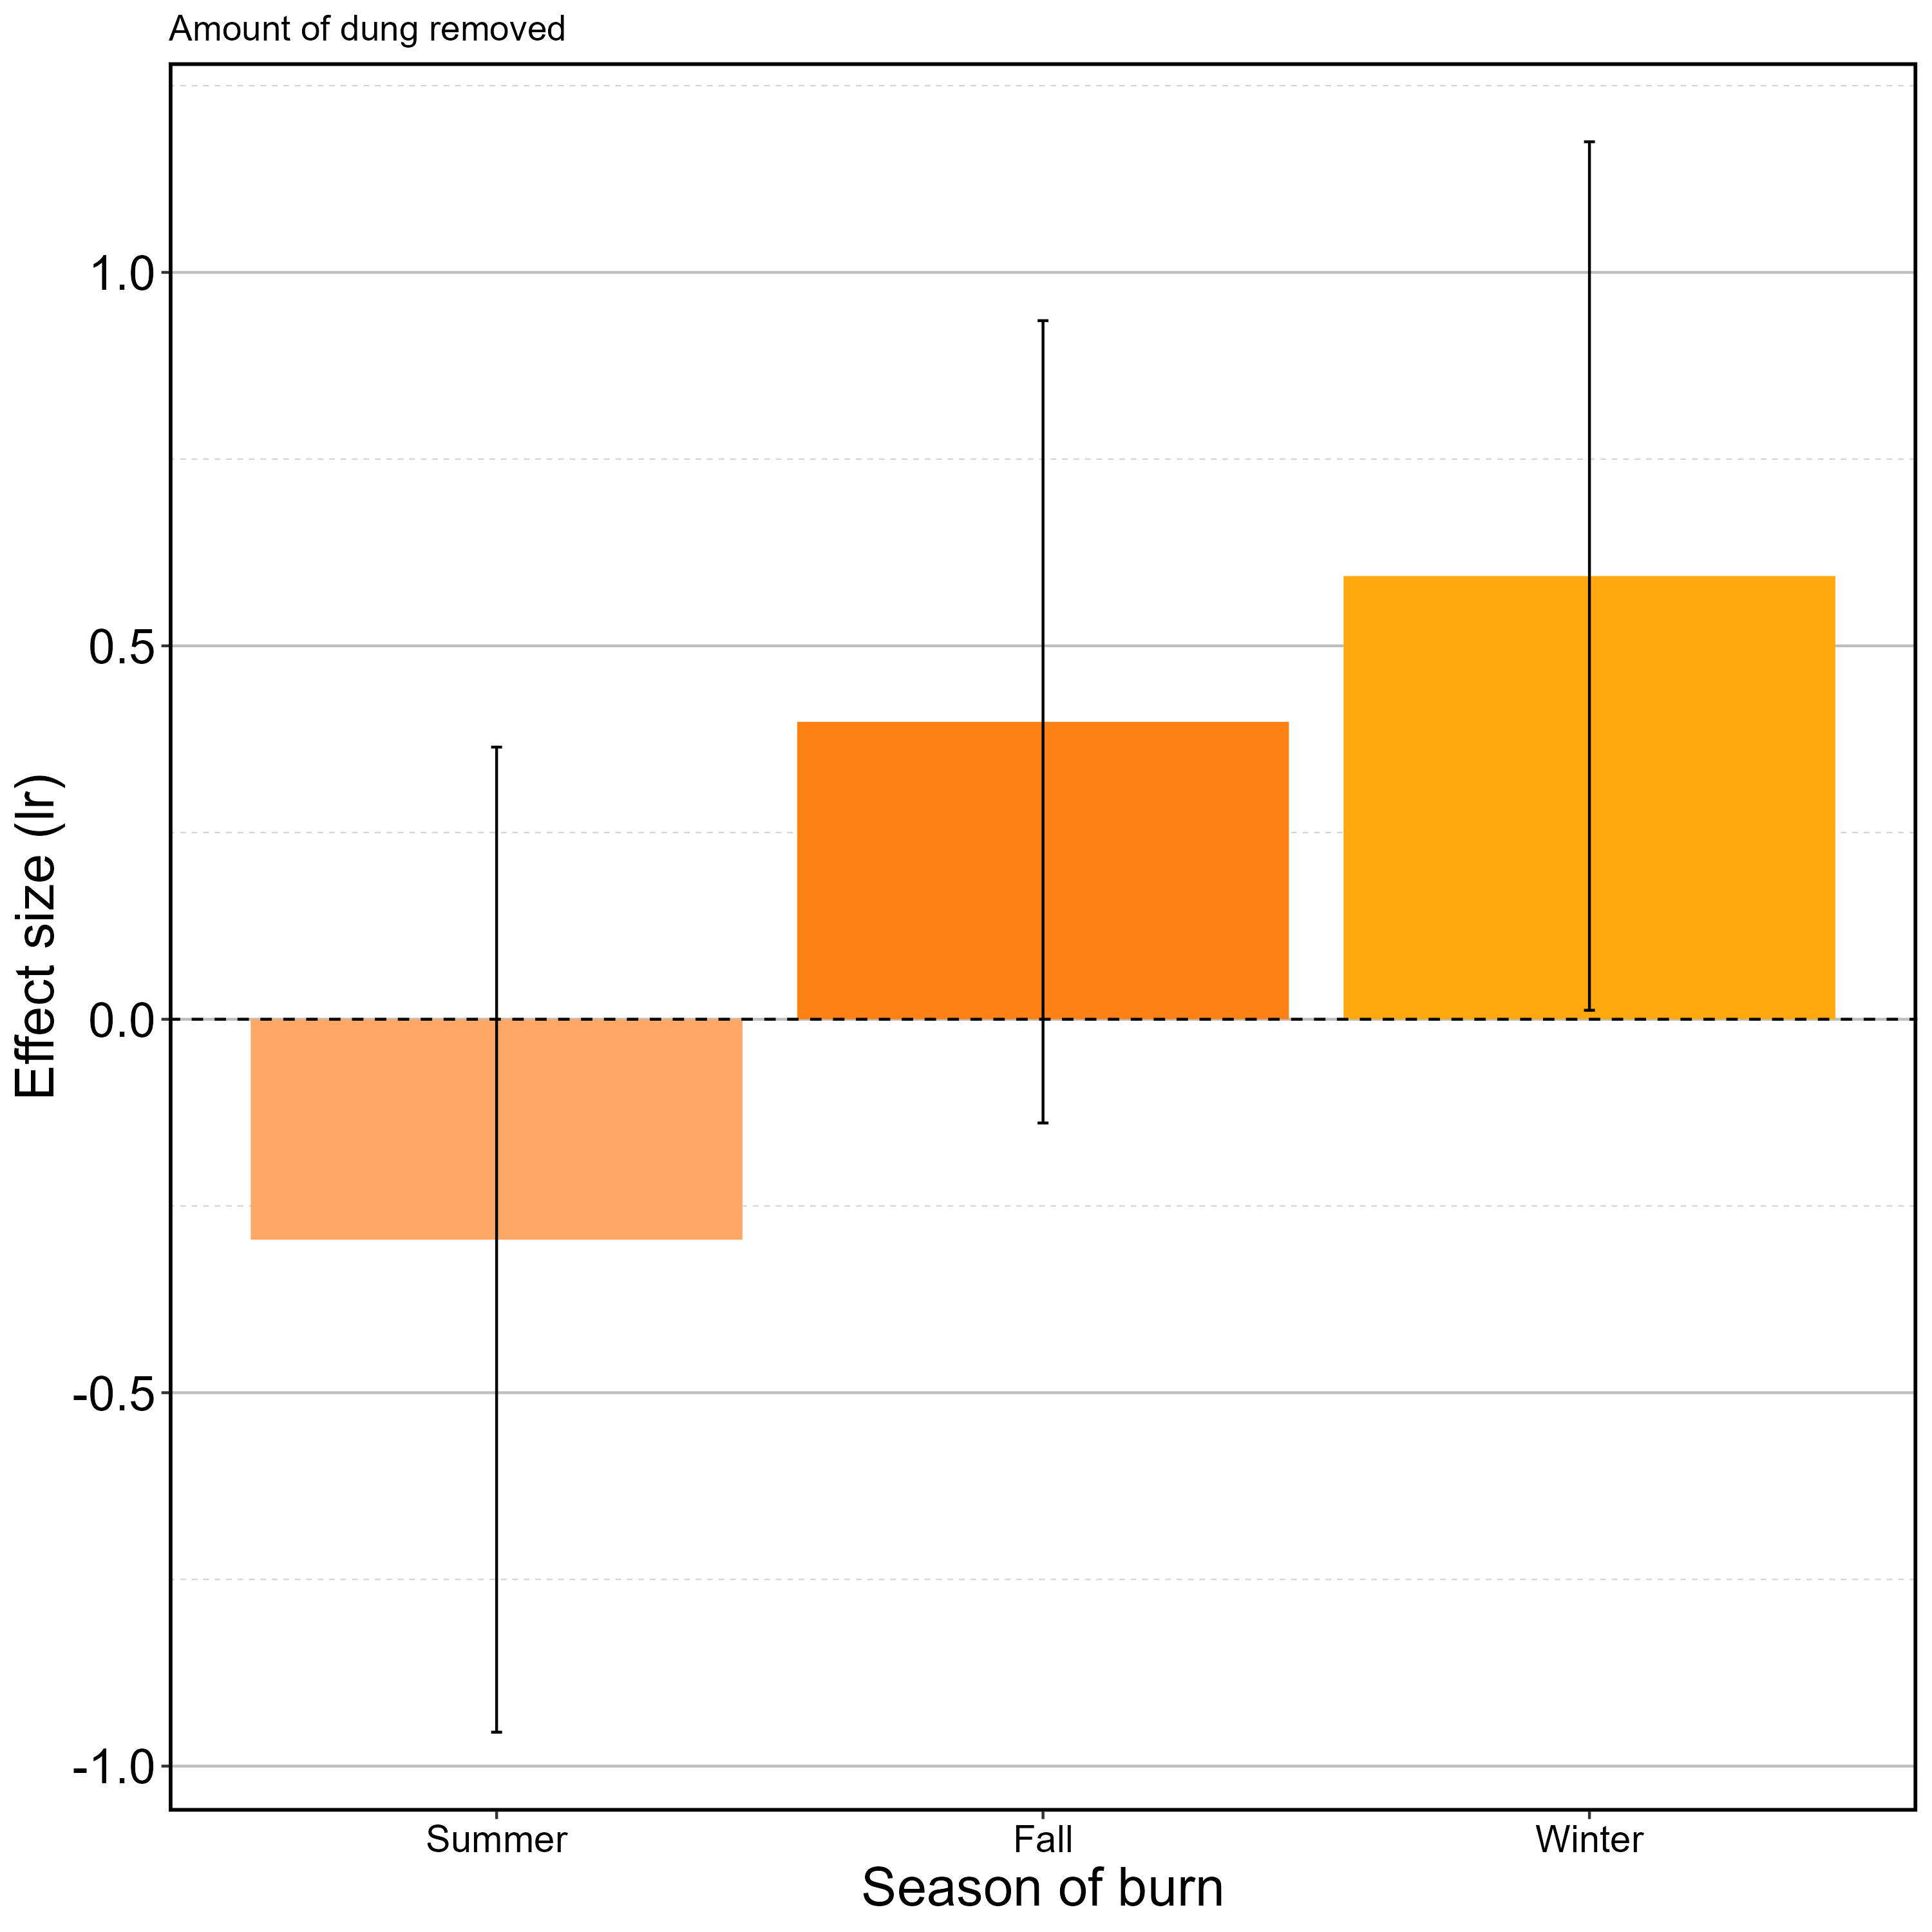 Amount of dung removed
1.0
0.5
0.0
-0.5
-1.0
Effect size (lr)
Summer
Fall
Winter
Season of burn